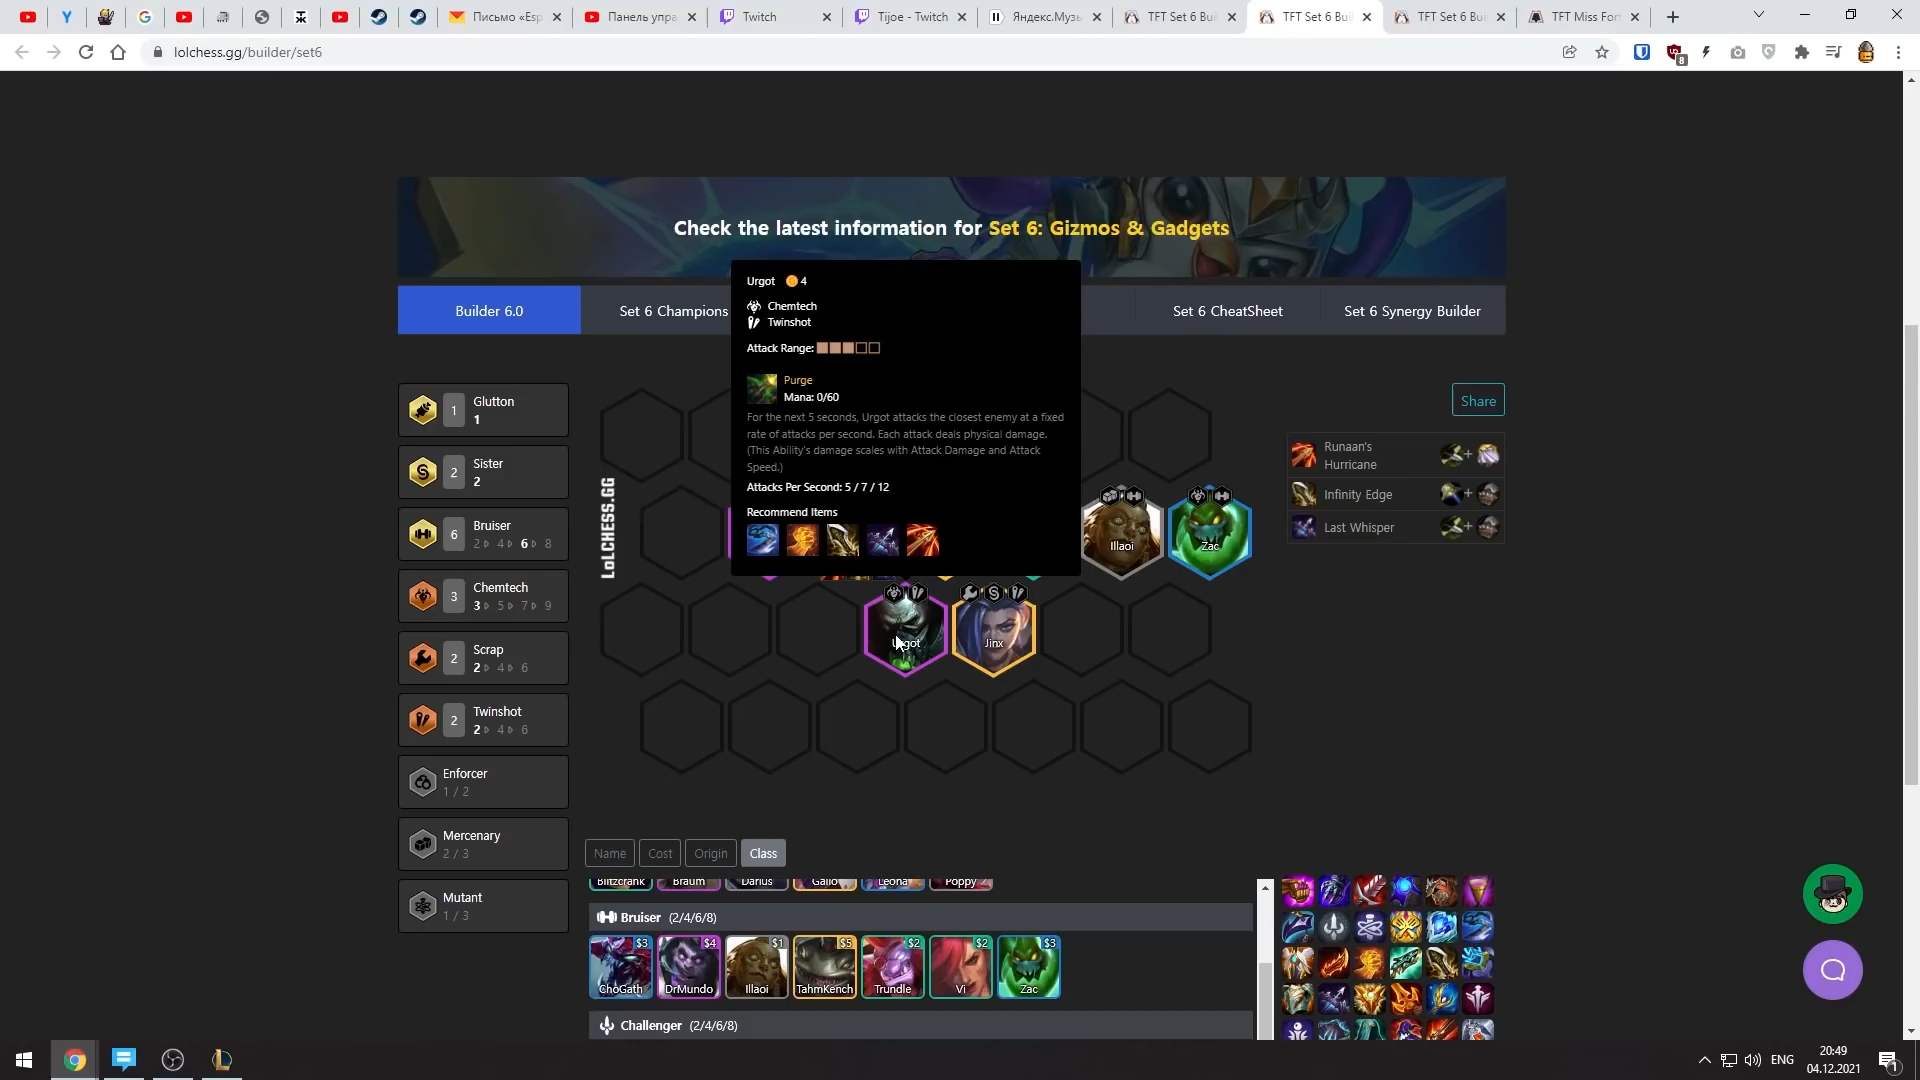 Письмо «Esp
Панель упра
Twitch
Tijoe - Twitch
Яндекс.Музы
TFT Set 6 Bui
TFT Set 6 Bui
TFT Set 6 Bui
TFT Miss For
lolchess.gg/builder/set6
8
Check the latest information for Set 6: Gizmos & Gadgets
Builder 6.0
Set 6 Champions
Set 6 CheatSheet
Set 6 Synergy Builder
Urgot 4
Chemtech
Twinshot
Attack Range:
Purge
Mana: 0/60
For the next 5 seconds, Urgot attacks the closest enemy at a fixed
rate of attacks per second. Each attack deals physical damage.
(This Ability's damage scales with Attack Damage and Attack
Speed.)
Attacks Per Second: 5 / 7 / 12
Recommend Items
1
Glutton
1
2
Sister
2
6
Bruiser
2 4 6 8
3
Chemtech
3 5 7 9
2
Scrap
2 4 6
2
Twinshot
2 4 6
Enforcer
1 / 2
Mercenary
2 / 3
Mutant
1 / 3
LoLCHESS.GG
Illaoi
Zac
Urgot
Jinx
Share
Runaan's
Hurricane
+
Infinity Edge
+
Last Whisper
+
Name
Cost
Origin
Class
Blitzcrank
Braum
Darius
Galio
Leona
Poppy
Bruiser (2/4/6/8)
$3
$4
$1
$5
$2
$2
$3
ChoGath
DrMundo
Illaoi
TahmKench
Trundle
Vi
Zac
Challenger (2/4/6/8)
ENG
20:49
04.12.2021
1